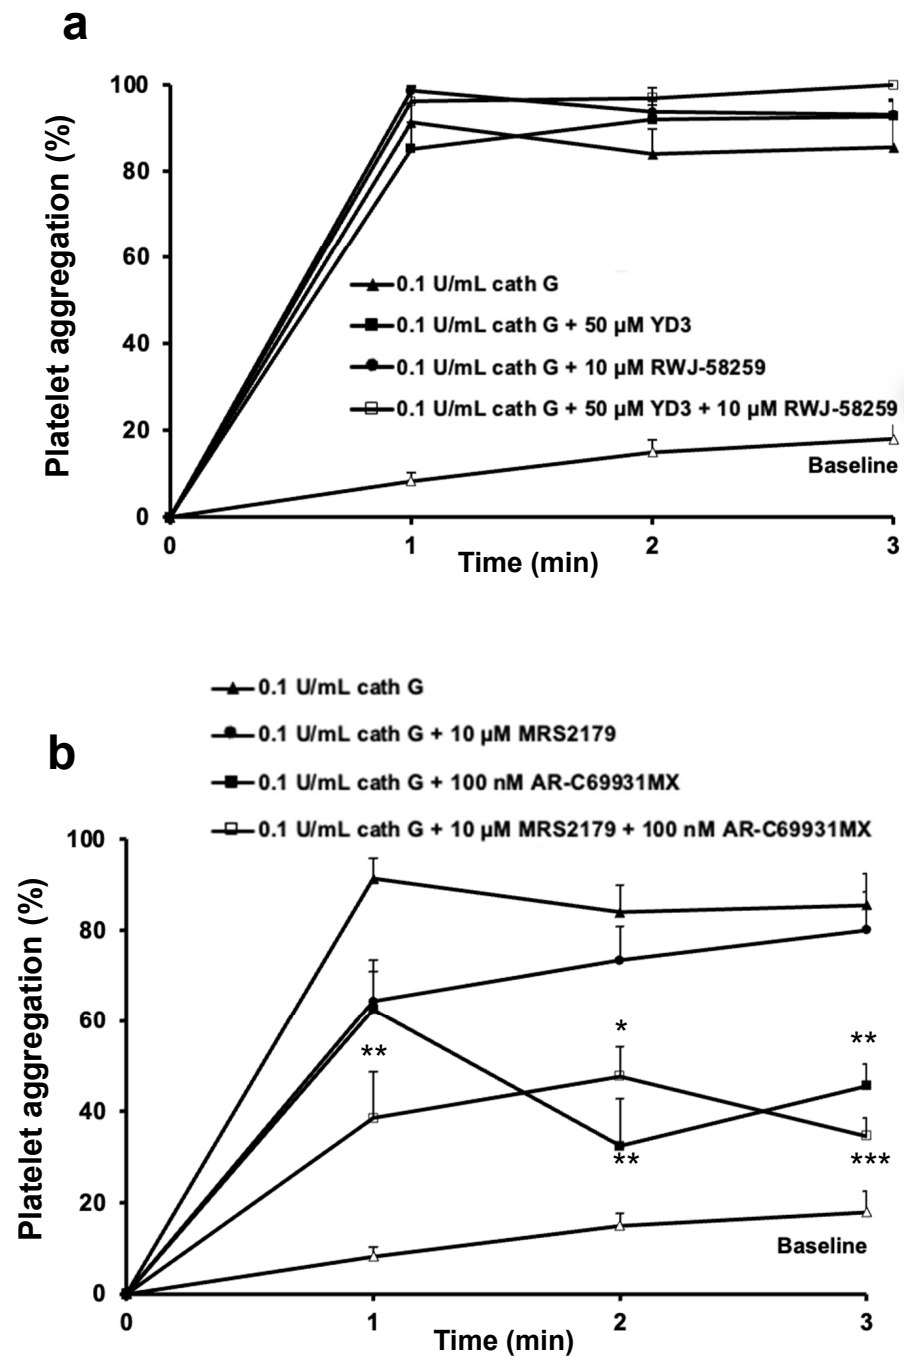 a
Platelet aggregation (%)
100
80
60
40
20
0
0.1 U/mL cath G
0.1 U/mL cath G + 50 µM YD3
0.1 U/mL cath G + 10 µM RWJ-58259
0.1 U/mL cath G + 50 µM YD3 + 10 µM RWJ-58259
Baseline
0 1 2 3
Time (min)
0.1 U/mL cath G
0.1 U/mL cath G + 10 µM MRS2179
0.1 U/mL cath G + 100 nM AR-C69931MX
0.1 U/mL cath G + 10 µM MRS2179 + 100 nM AR-C69931MX
b
Platelet aggregation (%)
100
80
60
40
20
0
**
*
**
**
***
Baseline
0 1 2 3
Time (min)